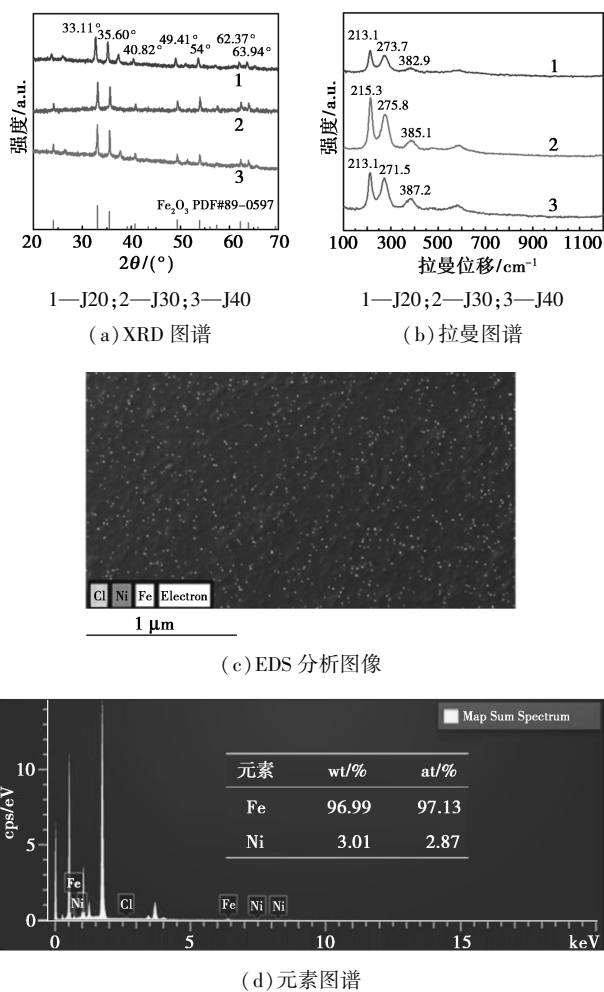 33.11° 35.60° 40.82° 49.41° 54° 62.37° 63.94°
1
2
3
Fe₂O₃ PDF#89-0597
强度/a.u.
20 30 40 50 60 70
2θ/(°)
1—J20;2—J30;3—J40
(a)XRD 图谱
213.1 273.7 382.9
1
215.3 275.8 385.1
2
213.1 271.5 387.2
3
强度/a.u.
100 300 500 700 900 1100
拉曼位移/cm⁻¹
1—J20;2—J30;3—J40
(b)拉曼图谱
Cl Ni Fe Electron
1 μm
(c)EDS 分析图像
Map Sum Spectrum
元素 wt/% at/%
Fe 96.99 97.13
Ni 3.01 2.87
cps/eV
10
5
0
Fe
Ni Cl Fe Ni Ni
0 5 10 15 keV
(d)元素图谱